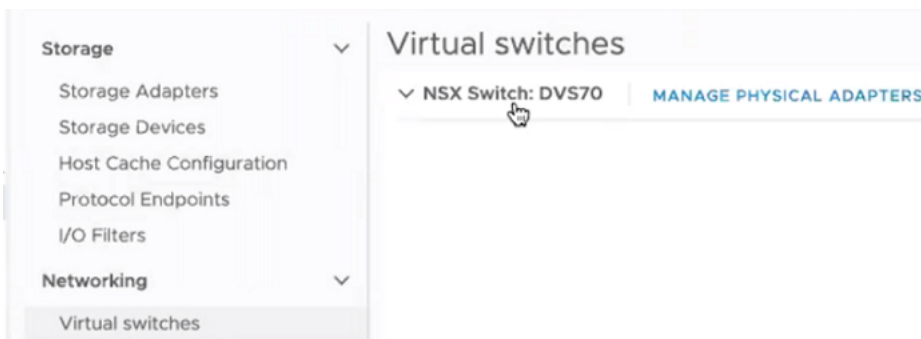 Storage
Storage Adapters
Storage Devices
Host Cache Configuration
Protocol Endpoints
I/O Filters
Networking
Virtual switches
Virtual switches
NSX Switch: DVS70
MANAGE PHYSICAL ADAPTERS